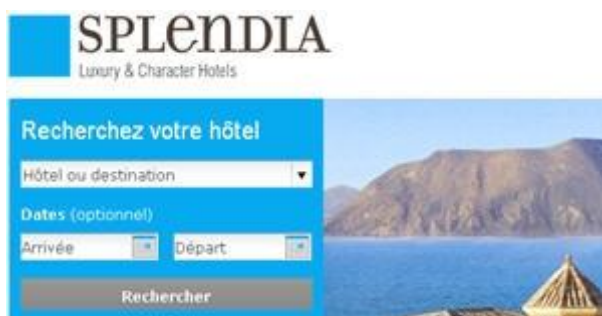 SPLENDIA
Luxury & Character Hotels
Recherchez votre hôtel
Hôtel ou destination
Dates (optionnel)
Arrivée Départ
Rechercher